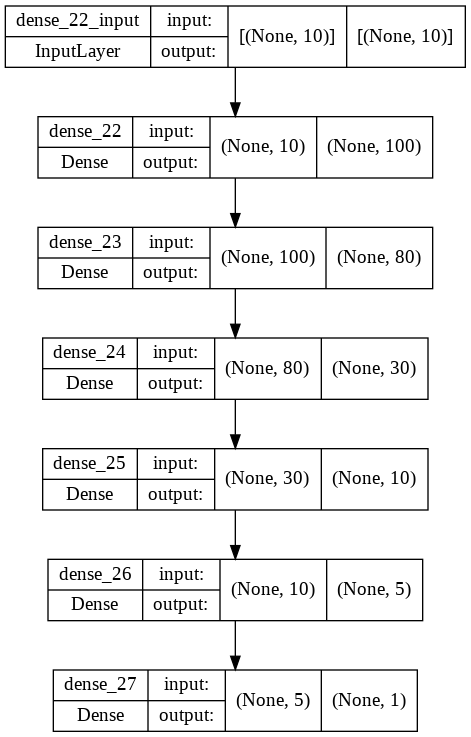 dense_22_input input: [(None, 10)] [(None, 10)]
InputLayer output:
dense_22 input: (None, 10) (None, 100)
Dense output:
dense_23 input: (None, 100) (None, 80)
Dense output:
dense_24 input: (None, 80) (None, 30)
Dense output:
dense_25 input: (None, 30) (None, 10)
Dense output:
dense_26 input: (None, 10) (None, 5)
Dense output:
dense_27 input: (None, 5) (None, 1)
Dense output: